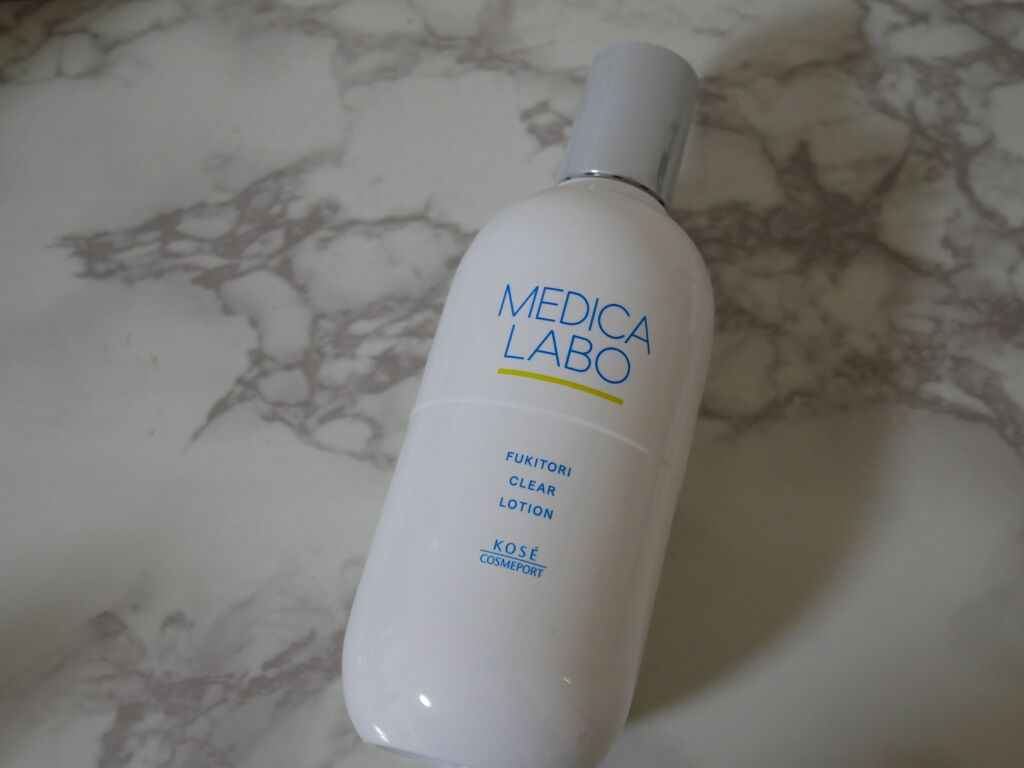 MEDICA
LABO
FUKITORI
CLEAR
LOTION
KOSÉ
COSMEPORT